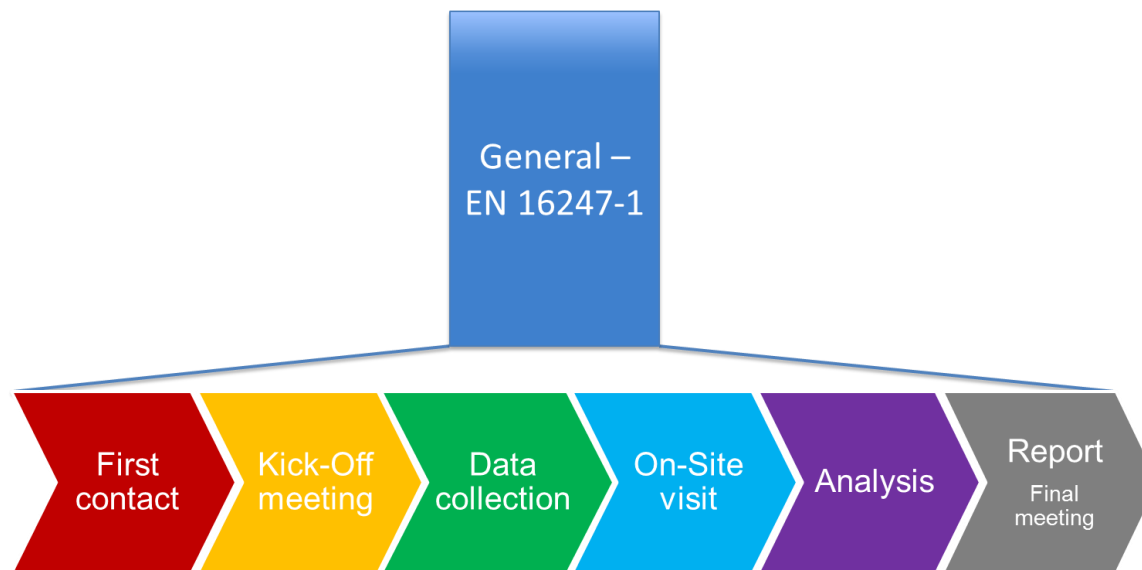 General –
EN 16247-1
First
contact
Kick-Off
meeting
Data
collection
On-Site
visit
Analysis
Report
Final
meeting